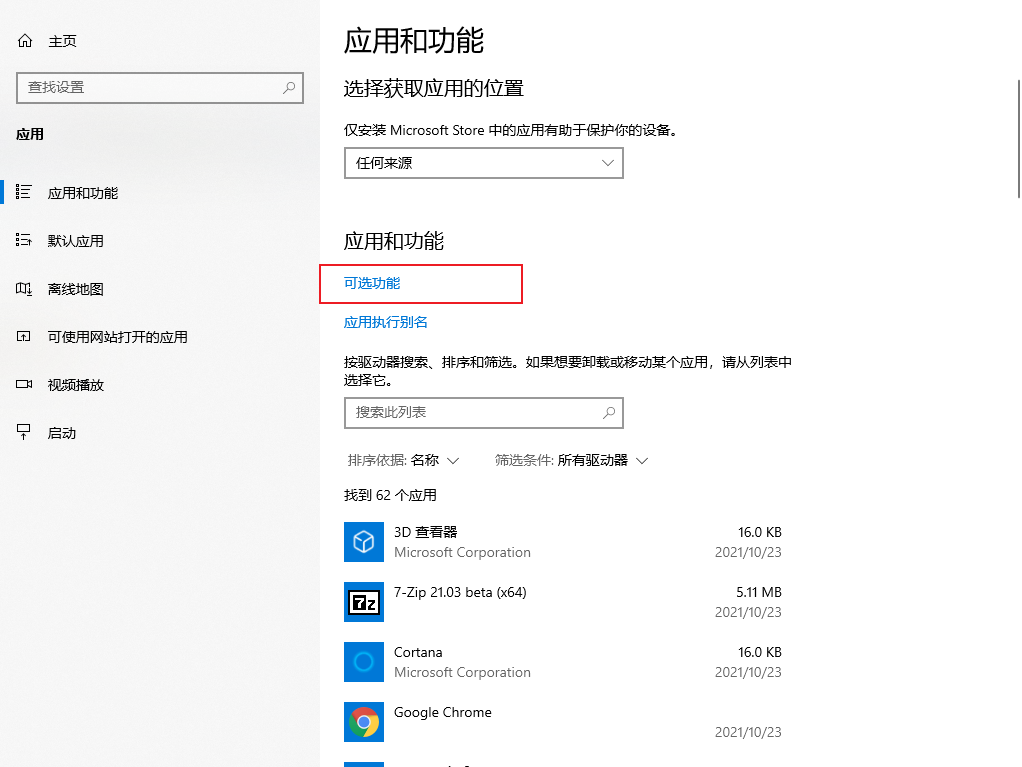 主页
查找设置
应用
应用和功能
默认应用
离线地图
可使用网站打开的应用
视频播放
启动
应用和功能
选择获取应用的位置
仅安装 Microsoft Store 中的应用有助于保护你的设备。
任何来源
应用和功能
可选功能
应用执行别名
按驱动器搜索、排序和筛选。如果想要卸载或移动某个应用，请从列表中
选择它。
搜索此列表
排序依据: 名称 筛选条件: 所有驱动器
找到 62 个应用
3D 查看器 16.0 KB
Microsoft Corporation 2021/10/23
7z
7-Zip 21.03 beta (x64) 5.11 MB
2021/10/23
Cortana 16.0 KB
Microsoft Corporation 2021/10/23
Google Chrome
2021/10/23